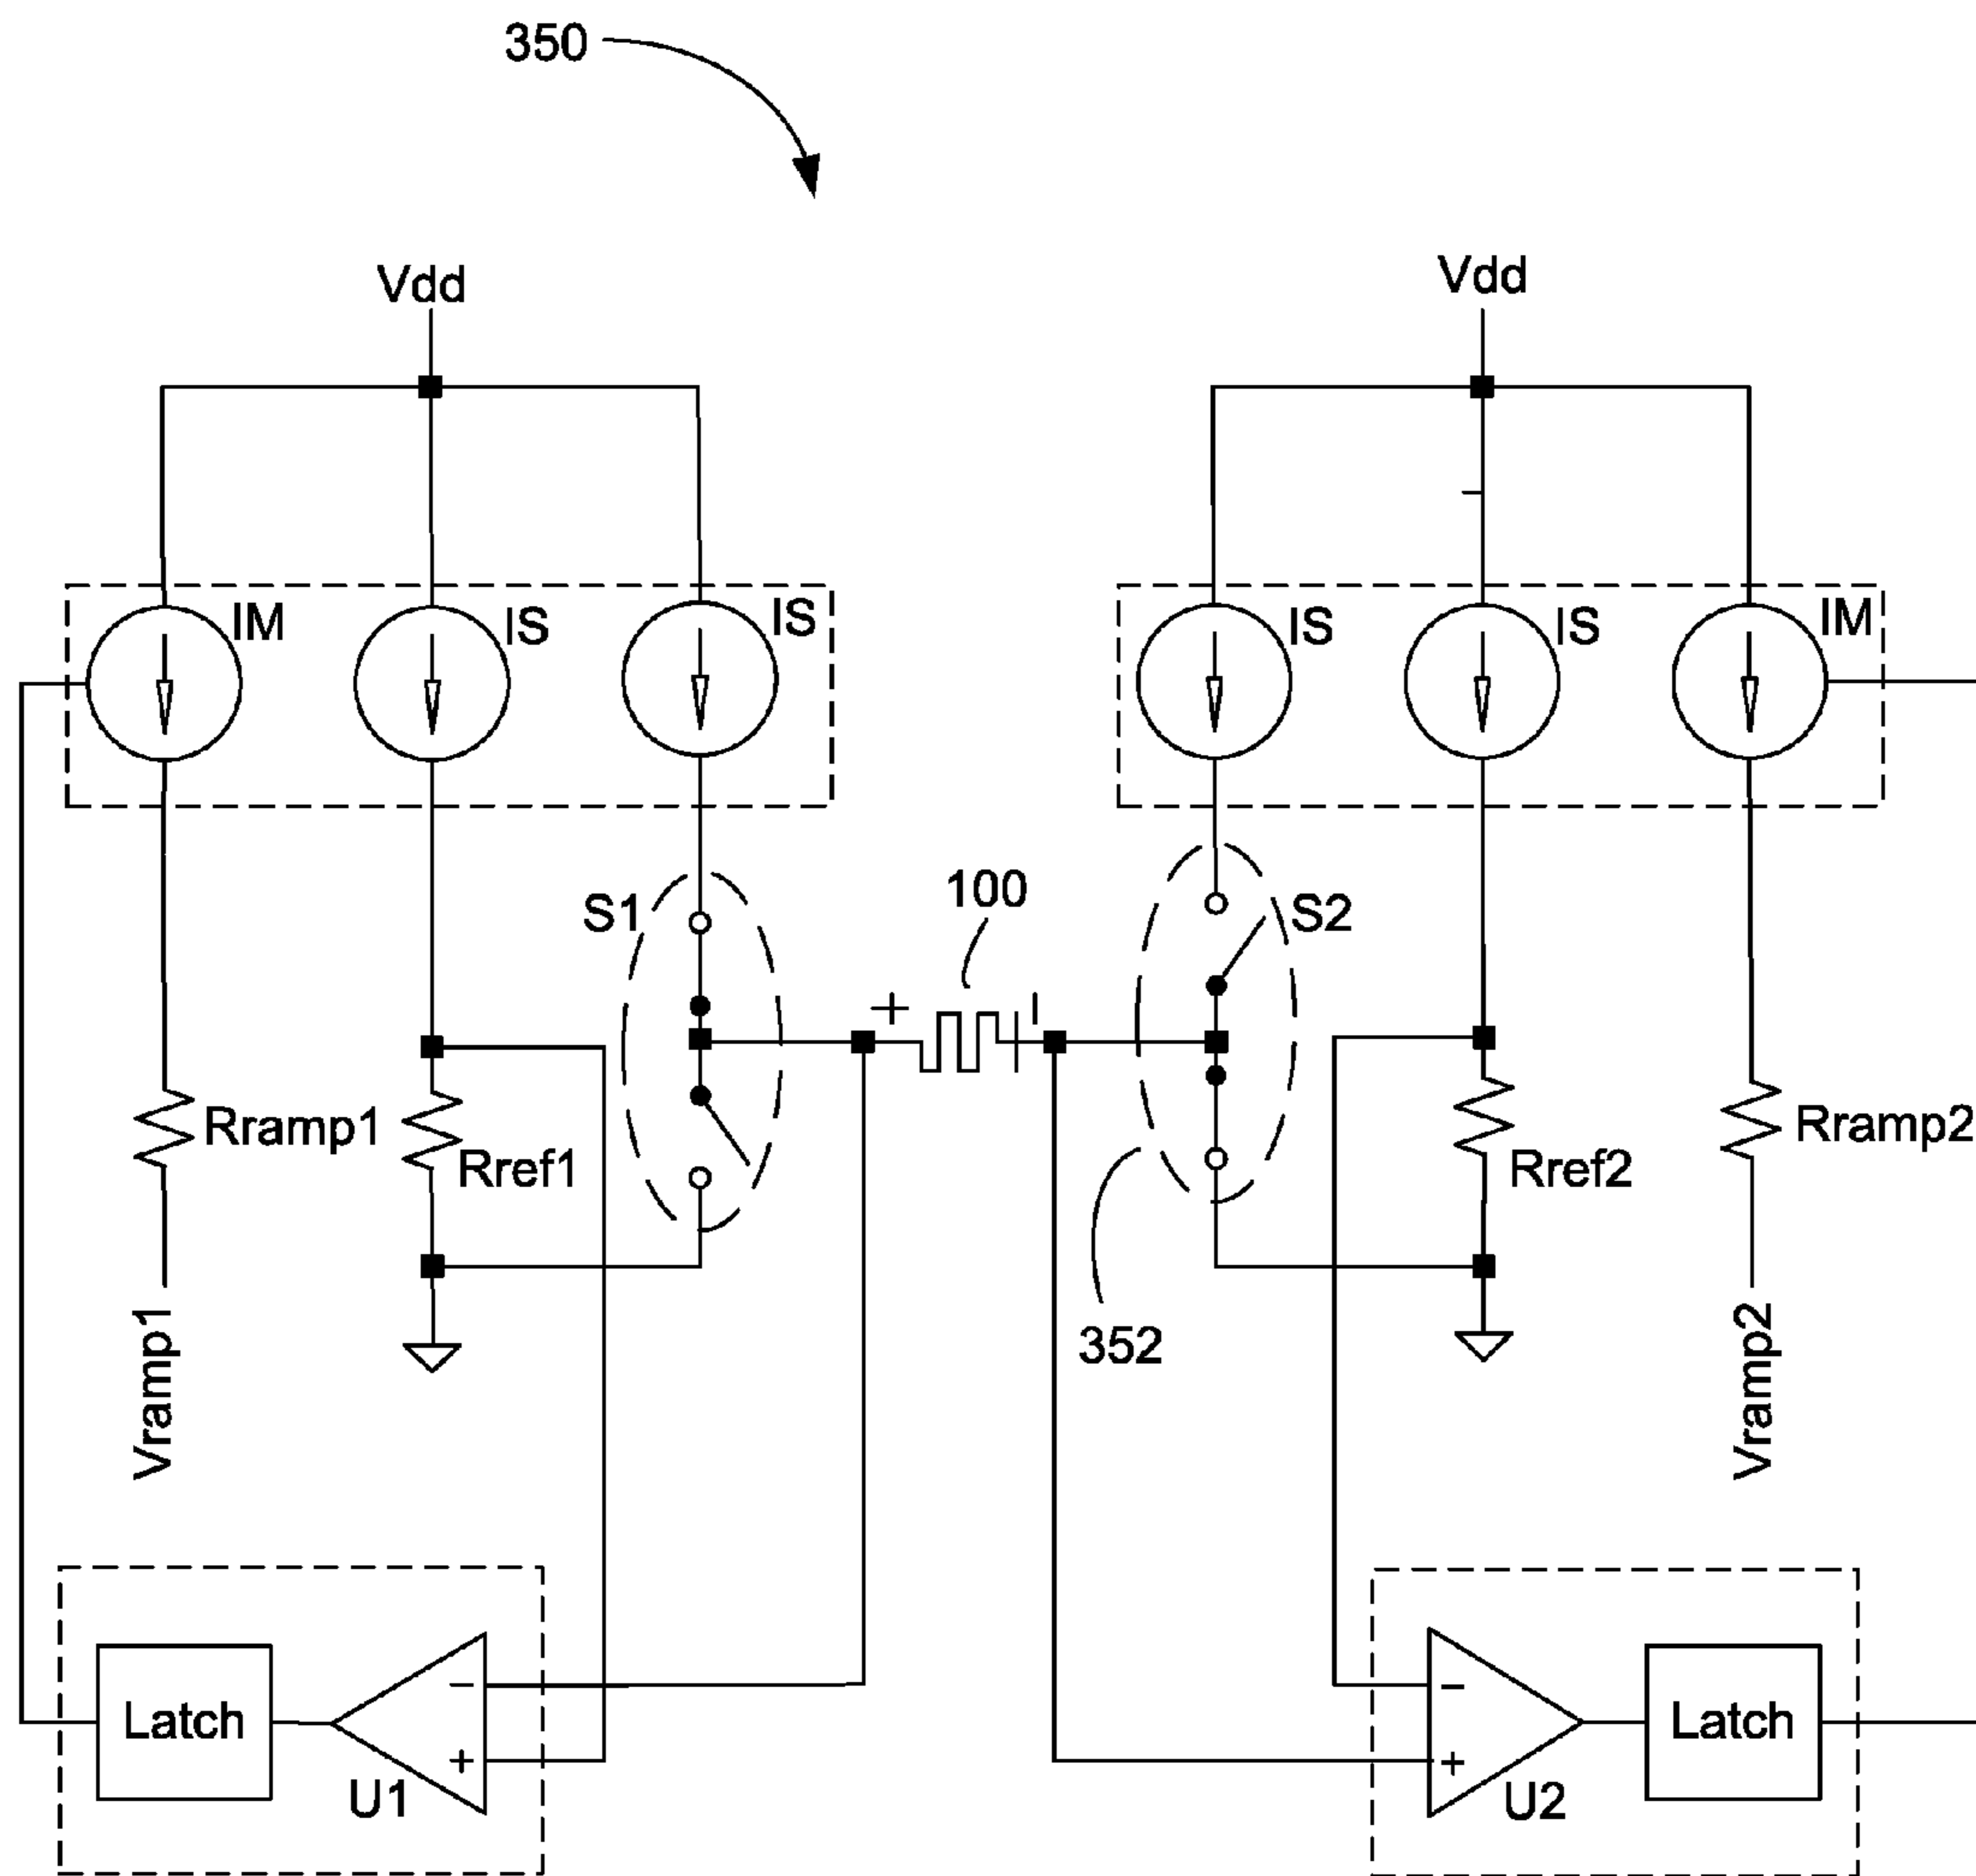 350
Vdd
Vdd
IM
IS
IS
IS
IS
IM
S1
100
S2
+
-
Rramp1
Rref1
Rref2
Rramp2
352
Vramp1
Vramp2
Latch
-
+
U1
-
+
U2
Latch